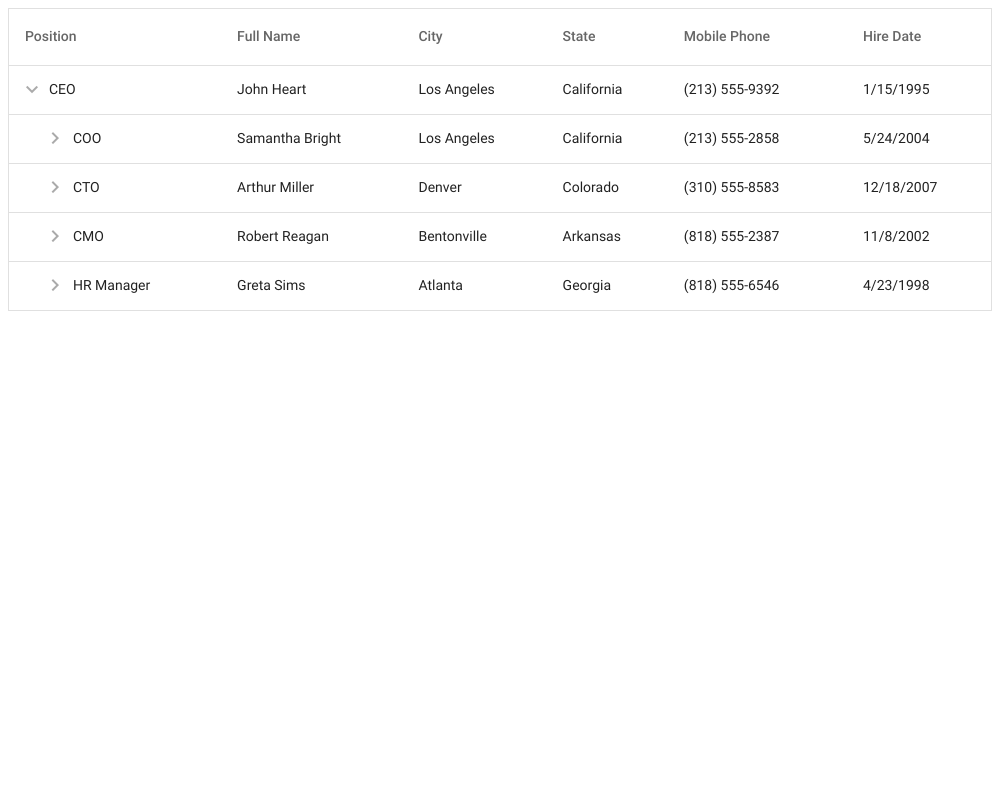 Position Full Name City State Mobile Phone Hire Date
CEO John Heart Los Angeles California (213) 555-9392 1/15/1995
COO Samantha Bright Los Angeles California (213) 555-2858 5/24/2004
CTO Arthur Miller Denver Colorado (310) 555-8583 12/18/2007
CMO Robert Reagan Bentonville Arkansas (818) 555-2387 11/8/2002
HR Manager Greta Sims Atlanta Georgia (818) 555-6546 4/23/1998